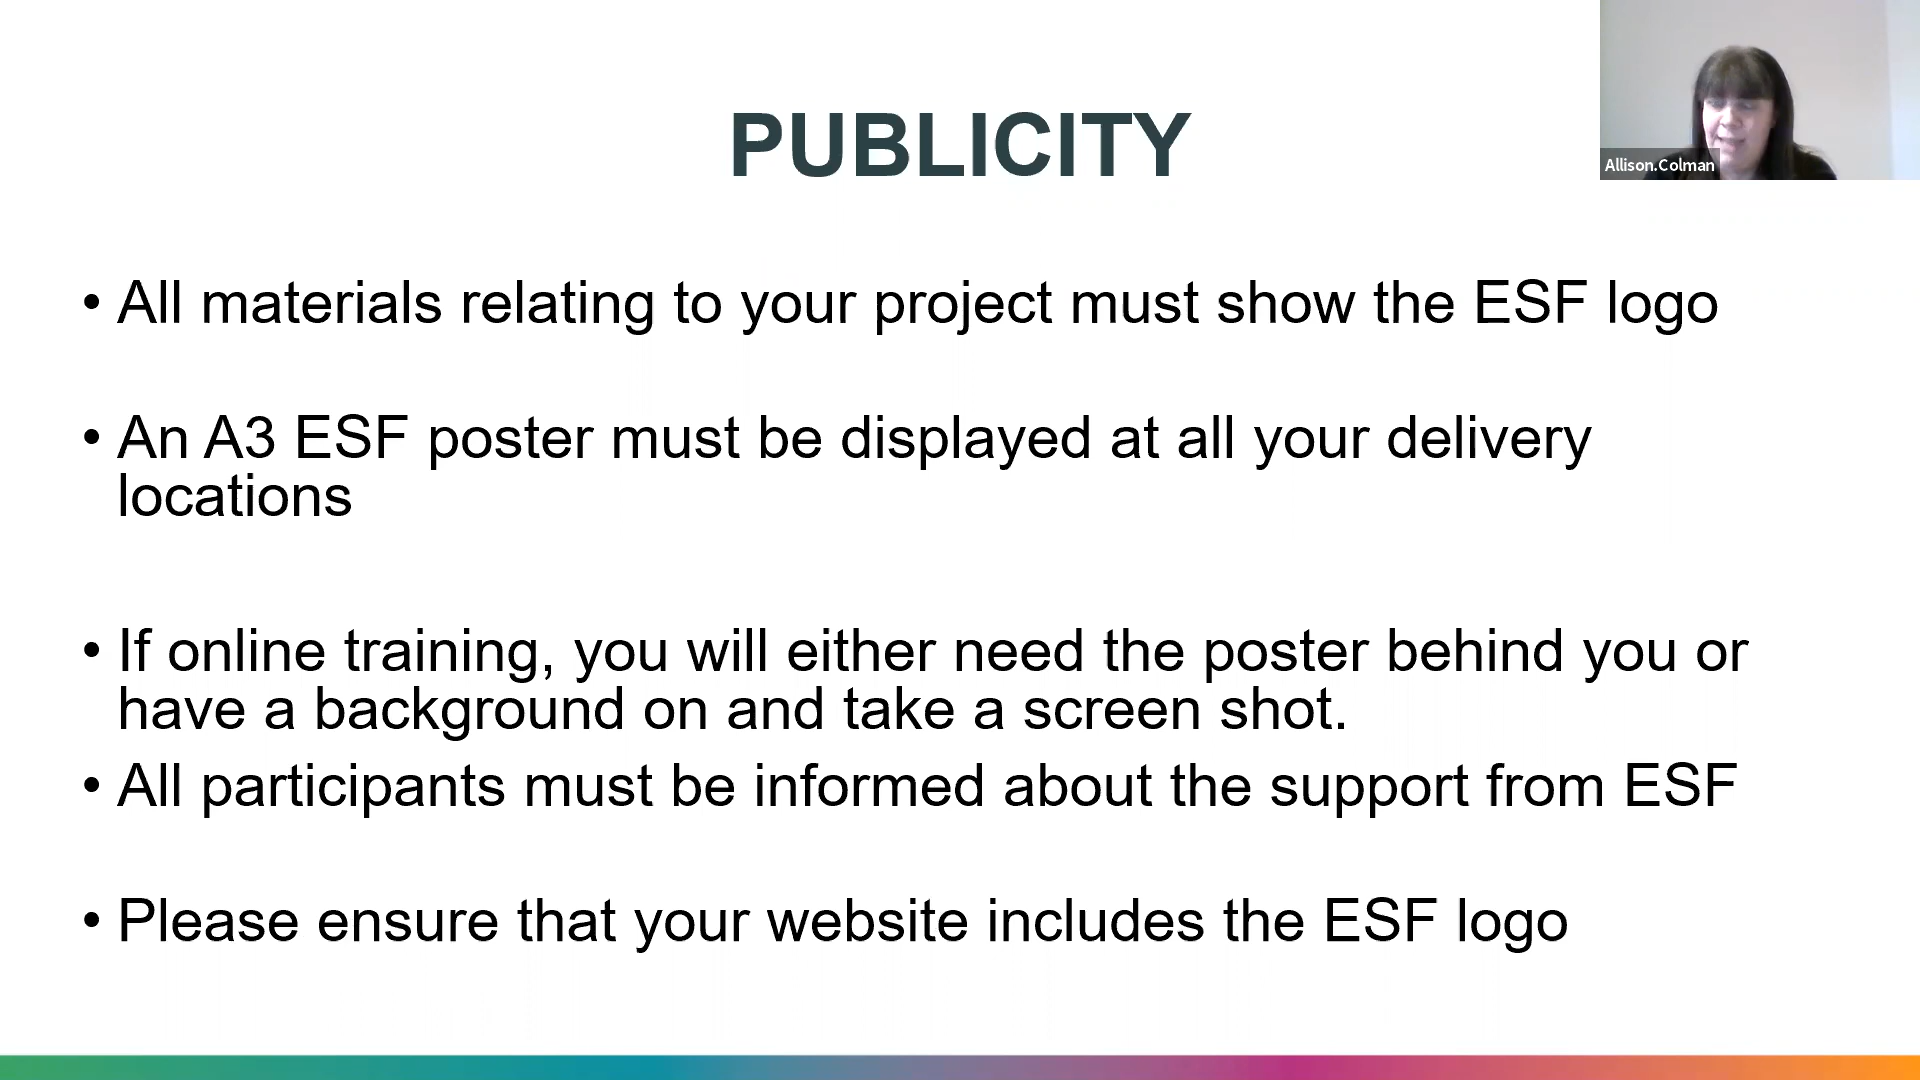 PUBLICITY
Allison.Colman
• All materials relating to your project must show the ESF logo
• An A3 ESF poster must be displayed at all your delivery
locations
• If online training, you will either need the poster behind you or
have a background on and take a screen shot.
• All participants must be informed about the support from ESF
• Please ensure that your website includes the ESF logo